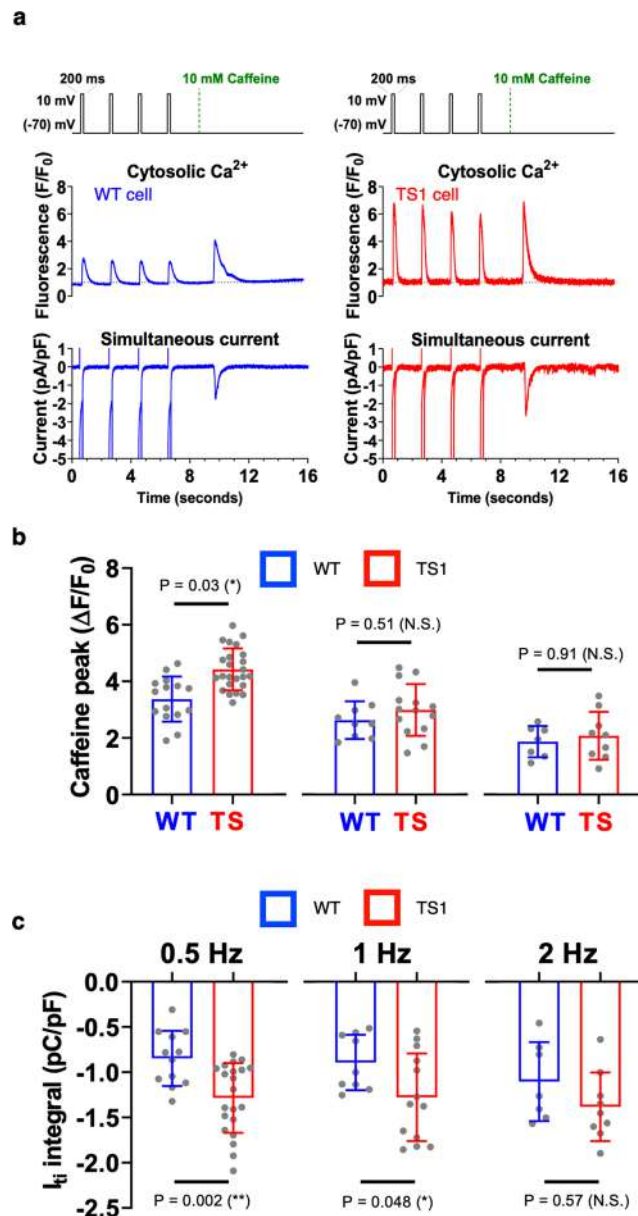 a
200 ms
10 mM Caffeine
200 ms
10 mM Caffeine
10 mV
(-70) mV
10 mV
(-70) mV
Cytosolic Ca²⁺
Cytosolic Ca²⁺
Fluorescence (F/F₀)
8
6
4
2
0
WT cell
Fluorescence (F/F₀)
8
6
4
2
0
TS1 cell
Simultaneous current
Simultaneous current
Current (pA/pF)
1
0
-1
-2
-3
-4
-5
Current (pA/pF)
1
0
-1
-2
-3
-4
-5
0 4 8 12 16
0 4 8 12 16
Time (seconds)
Time (seconds)
b
WT TS1
Caffeine peak (ΔF/F₀)
8
6
4
2
0
P = 0.03 (*)
P = 0.51 (N.S.)
P = 0.91 (N.S.)
WT TS WT TS WT TS
WT TS1
c
0.5 Hz 1 Hz 2 Hz
Iti integral (pC/pF)
0.0
-0.5
-1.0
-1.5
-2.0
-2.5
P = 0.002 (**) P = 0.048 (*) P = 0.57 (N.S.)